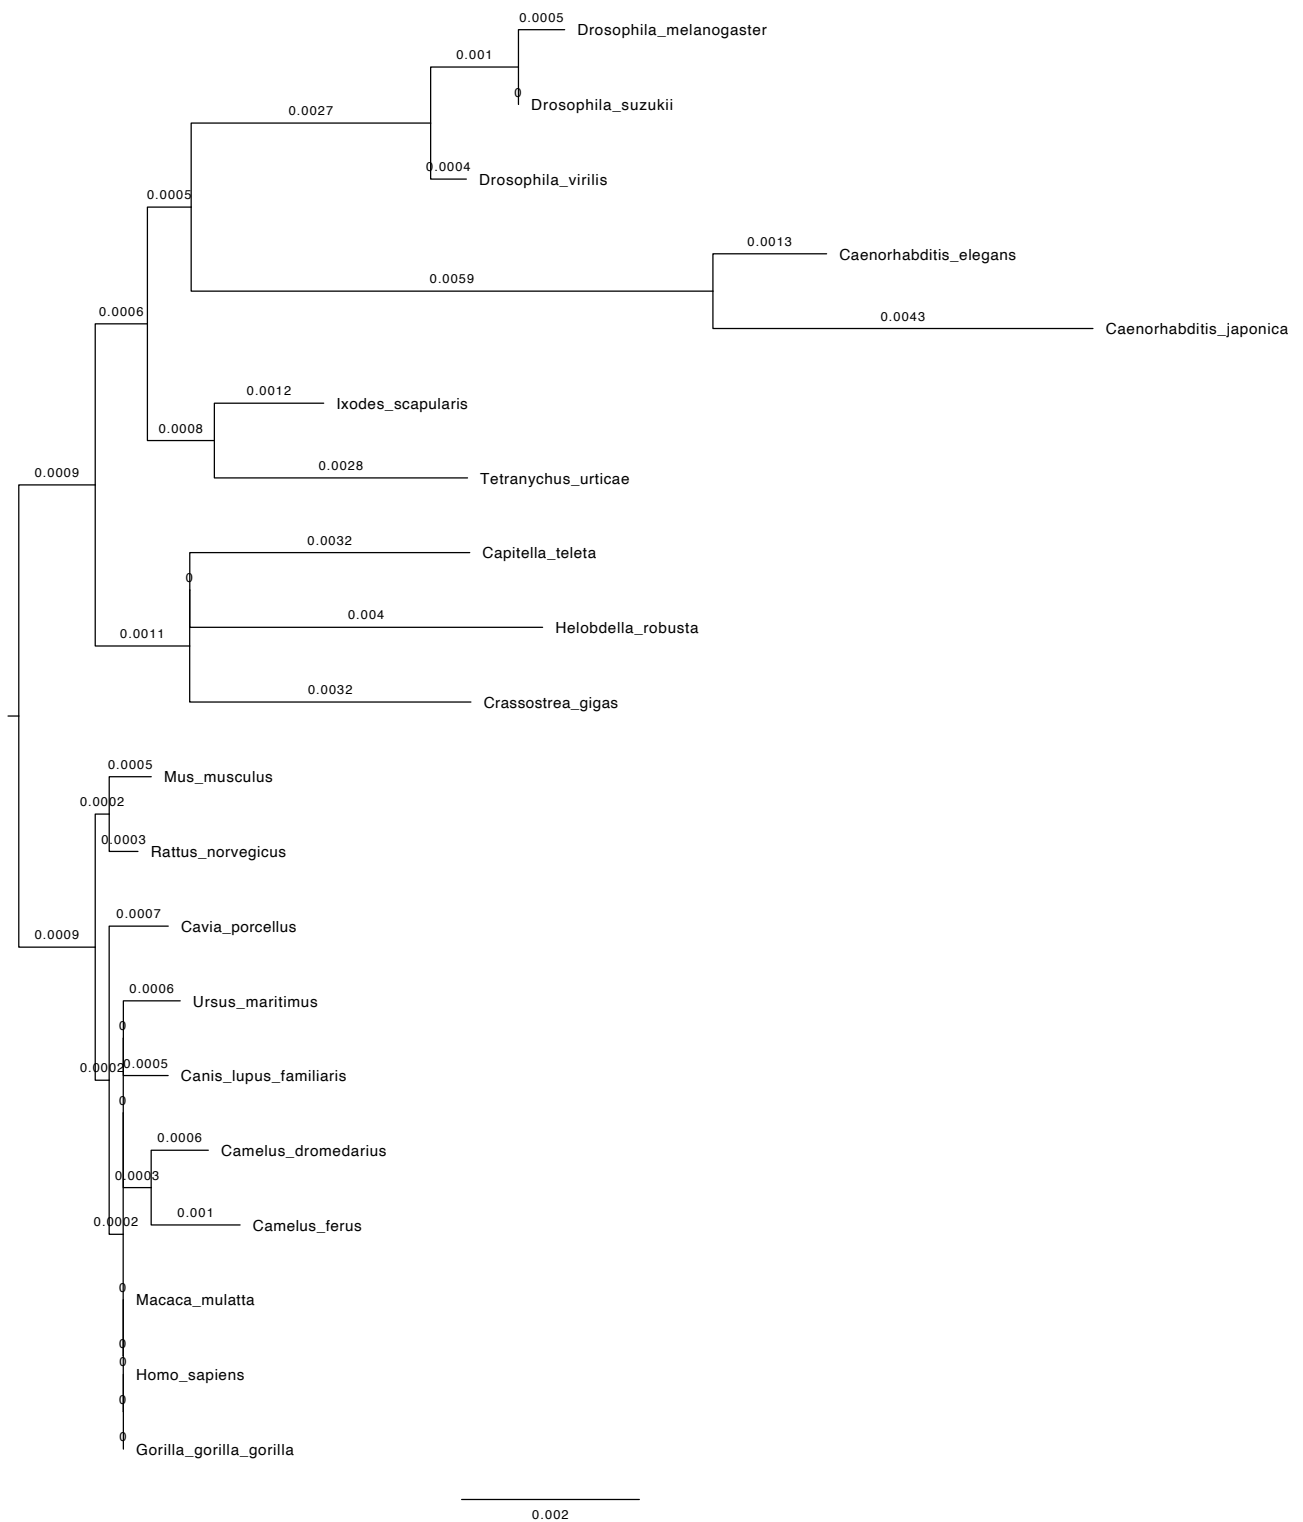 0.0005
Drosophila_melanogaster
0.001
0
Drosophila_suzukii
0.0027
0.0004
Drosophila_virilis
0.0005
0.0013
Caenorhabditis_elegans
0.0059
0.0043
Caenorhabditis_japonica
0.0006
0.0012
Ixodes_scapularis
0.0008
0.0028
Tetranychus_urticae
0.0009
0.0032
Capitella_teleta
0
0.004
Helobdella_robusta
0.0011
0.0032
Crassostrea_gigas
0.0005
Mus_musculus
0.0002
0.0003
Rattus_norvegicus
0.0007
Cavia_porcellus
0.0009
0.0006
Ursus_maritimus
0
0.0002
0.0005
Canis_lupus_familiaris
0
0.0006
Camelus_dromedarius
0.0003
0.001
Camelus_ferus
0.0002
0
Macaca_mulatta
0
0
Homo_sapiens
0
0
Gorilla_gorilla_gorilla
0.002